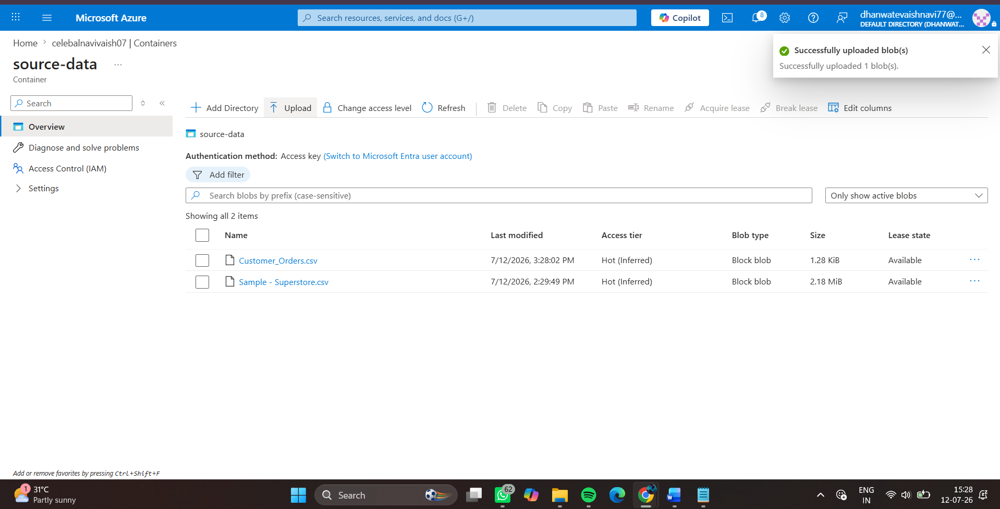 Microsoft Azure
Search resources, services, and docs (G+/)
Copilot
8
dhanwatevaishnavi77@...
DEFAULT DIRECTORY (DHANWAT...
Home > celebalnavivaish07 | Containers
Successfully uploaded blob(s)
Successfully uploaded 1 blob(s).
source-data ...
Container
Search
Add Directory Upload Change access level Refresh Delete Copy Paste Rename Acquire lease Break lease Edit columns
Overview
Diagnose and solve problems
Access Control (IAM)
Settings
source-data
Authentication method: Access key (Switch to Microsoft Entra user account)
Add filter
Search blobs by prefix (case-sensitive)
Only show active blobs
Showing all 2 items
Name Last modified Access tier Blob type Size Lease state
Customer_Orders.csv 7/12/2026, 3:28:02 PM Hot (Inferred) Block blob 1.28 KiB Available ...
Sample - Superstore.csv 7/12/2026, 2:29:49 PM Hot (Inferred) Block blob 2.18 MiB Available ...
Add or remove favorites by pressing Ctrl+Shift+F
1
31°C
Partly sunny
Search
62
W
ENG
IN
15:28
12-07-26